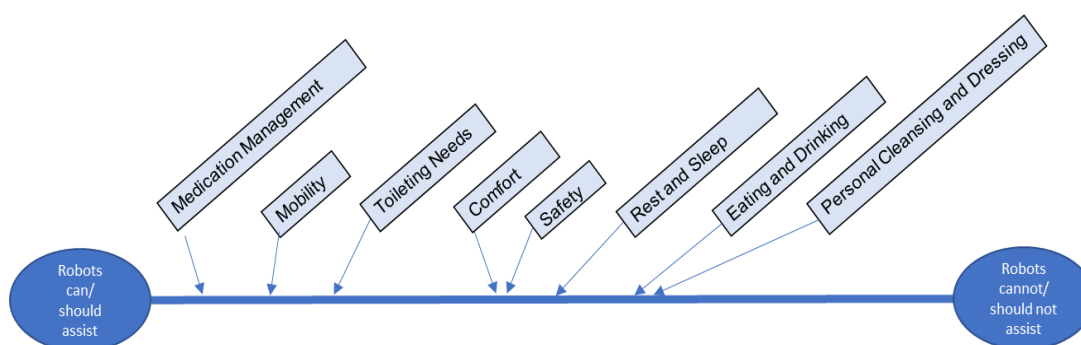 Medication Management
Mobility
Toileting Needs
Comfort
Safety
Rest and Sleep
Eating and Drinking
Personal Cleansing and Dressing
Robots
can/
should
assist
Robots
cannot/
should not
assist